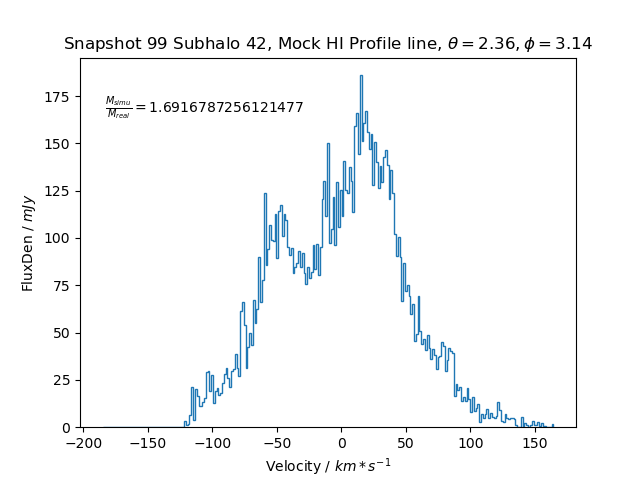 Snapshot 99 Subhalo 42, Mock HI Profile line, θ = 2.36, ϕ = 3.14
M_simu/M_real = 1.6916787256121477
175
150
125
100
75
50
25
0
FluxDen / mJy
−200 −150 −100 −50 0 50 100 150
Velocity / km * s⁻¹